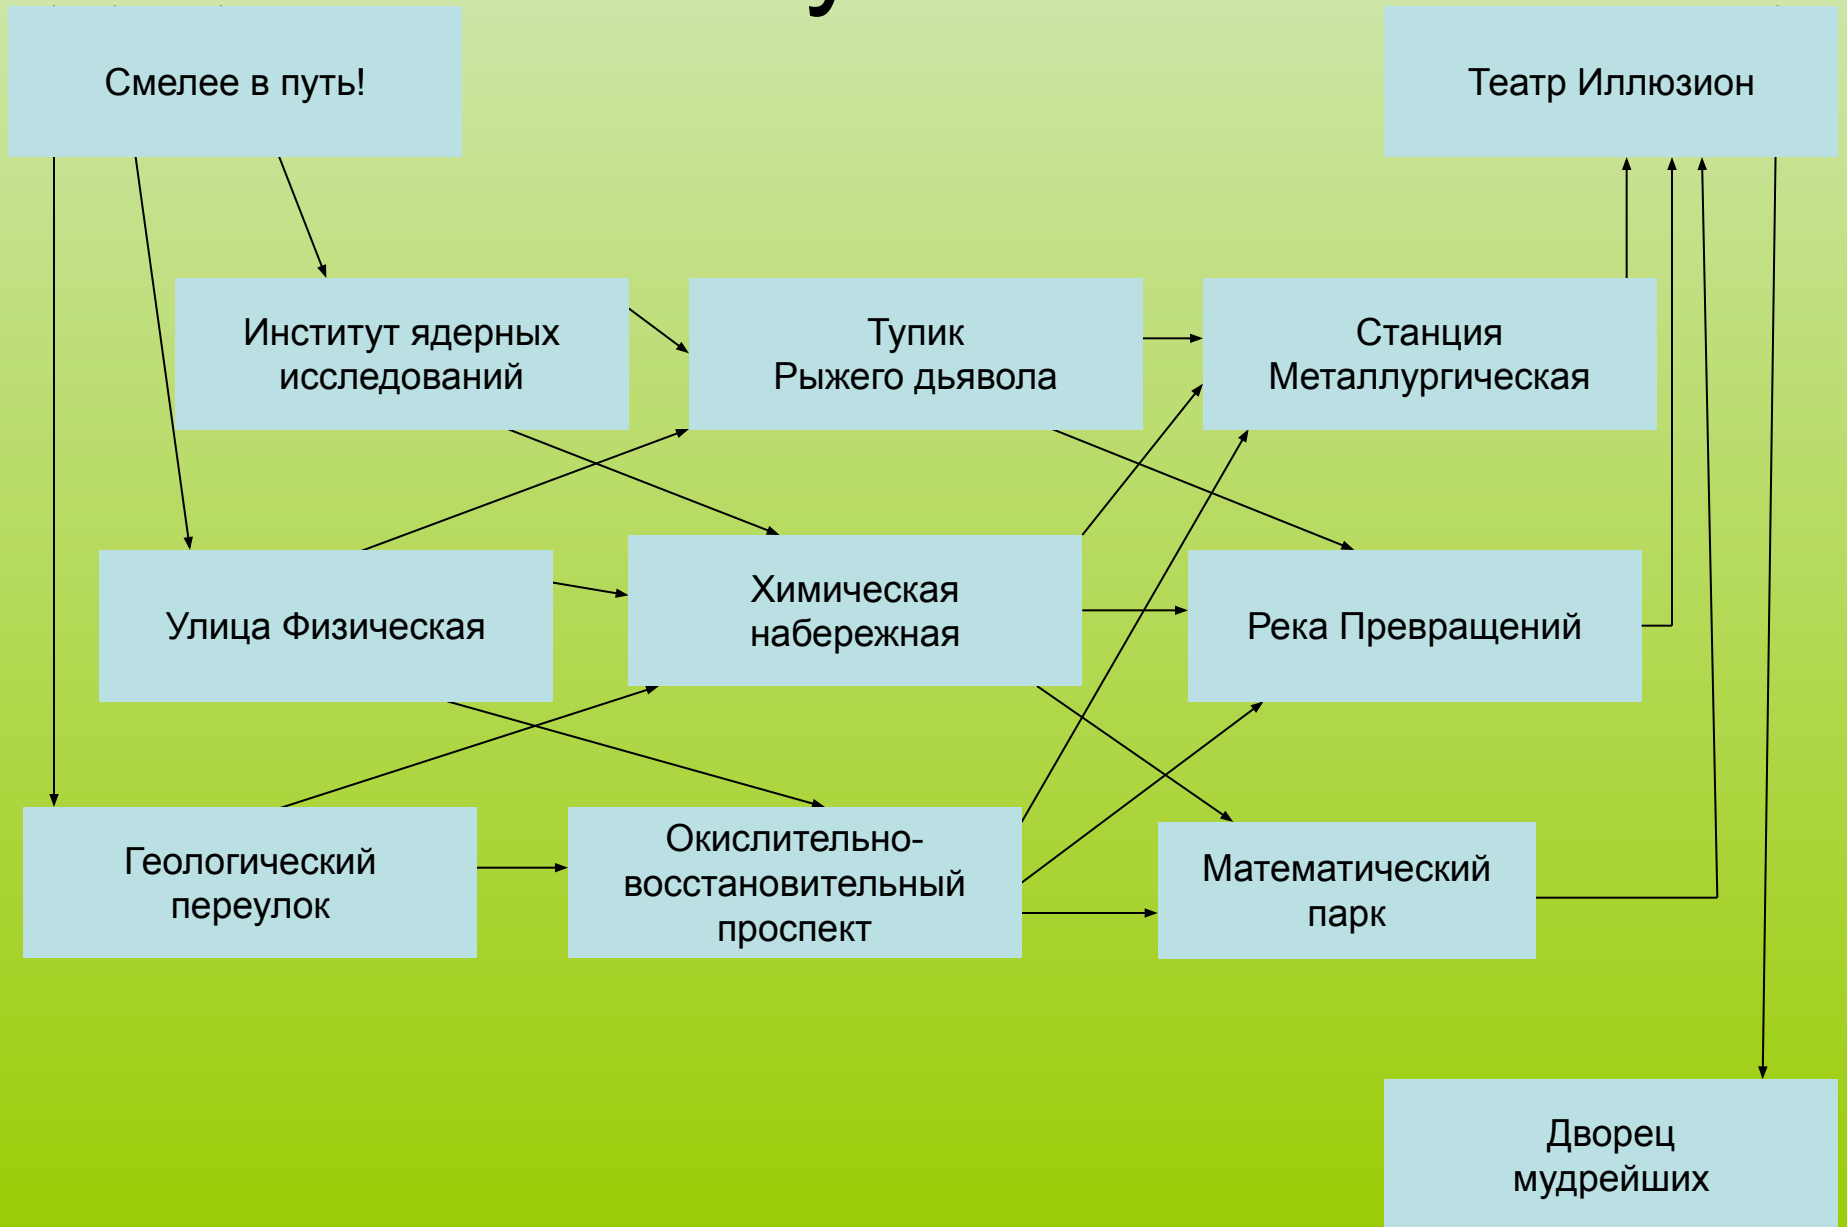 Смелее в путь!
Театр Иллюзион
Институт ядерных
исследований
Тупик
Рыжего дьявола
Станция
Металлургическая
Улица Физическая
Химическая
набережная
Река Превращений
Геологический
переулок
Окислительно-
восстановительный
проспект
Математический
парк
Дворец
мудрейших